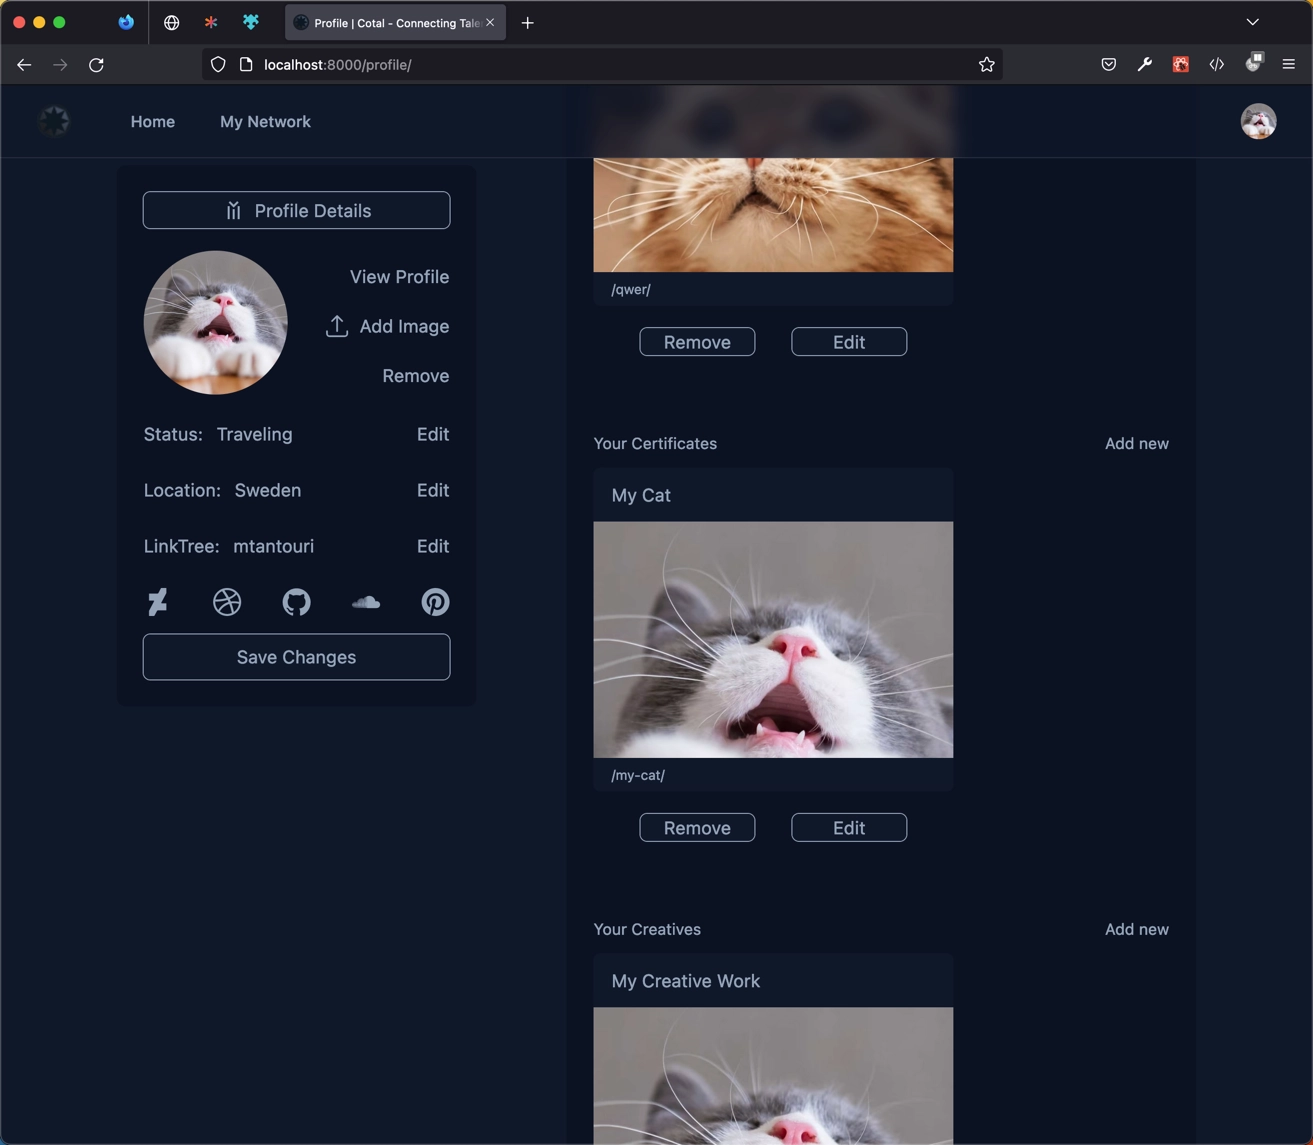 Profile | Cotal - Connecting Tale
localhost:8000/profile/
Home
My Network
Profile Details
View Profile
Add Image
Remove
Status: Traveling Edit
Location: Sweden Edit
LinkTree: mtantouri Edit
Save Changes
/qwer/
Remove Edit
Your Certificates Add new
My Cat
/my-cat/
Remove Edit
Your Creatives Add new
My Creative Work